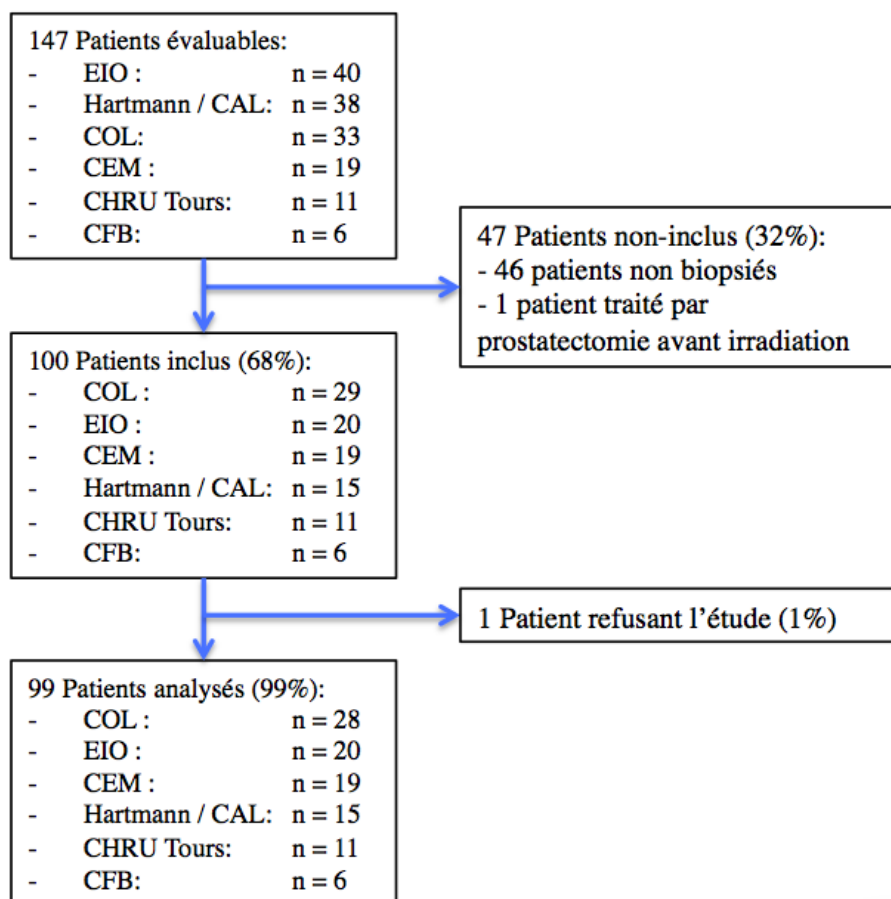 147 Patients évaluables:
- EIO : n = 40
- Hartmann / CAL: n = 38
- COL: n = 33
- CEM : n = 19
- CHRU Tours: n = 11
- CFB: n = 6
47 Patients non-inclus (32%):
- 46 patients non biopsiés
- 1 patient traité par
prostatectomie avant irradiation
100 Patients inclus (68%):
- COL : n = 29
- EIO : n = 20
- CEM : n = 19
- Hartmann / CAL: n = 15
- CHRU Tours: n = 11
- CFB: n = 6
1 Patient refusant l'étude (1%)
99 Patients analysés (99%):
- COL : n = 28
- EIO : n = 20
- CEM : n = 19
- Hartmann / CAL: n = 15
- CHRU Tours: n = 11
- CFB: n = 6